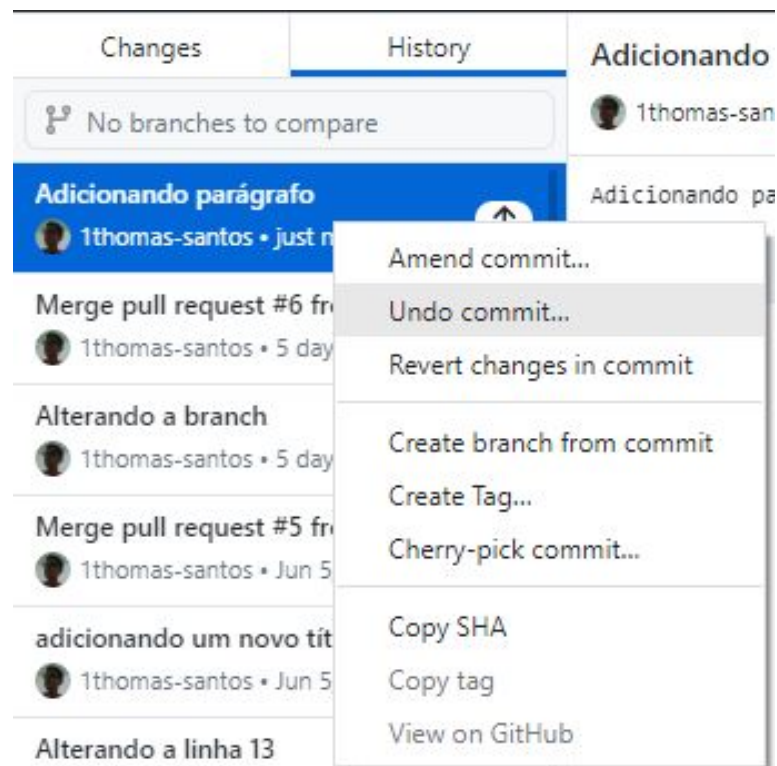 Changes
History
No branches to compare
Adicionando parágrafo
1thomas-santos • just
Merge pull request #6
1thomas-santos • 5 day
Alterando a branch
1thomas-santos • 5 day
Merge pull request #5
1thomas-santos • Jun 5
adicionando um novo
1thomas-santos • Jun 5
Alterando a linha 13
Adicionando
1thomas-san
Adicionando pa
Amend commit...
Undo commit...
Revert changes in commit
Create branch from commit
Create Tag...
Cherry-pick commit...
Copy SHA
Copy tag
View on GitHub